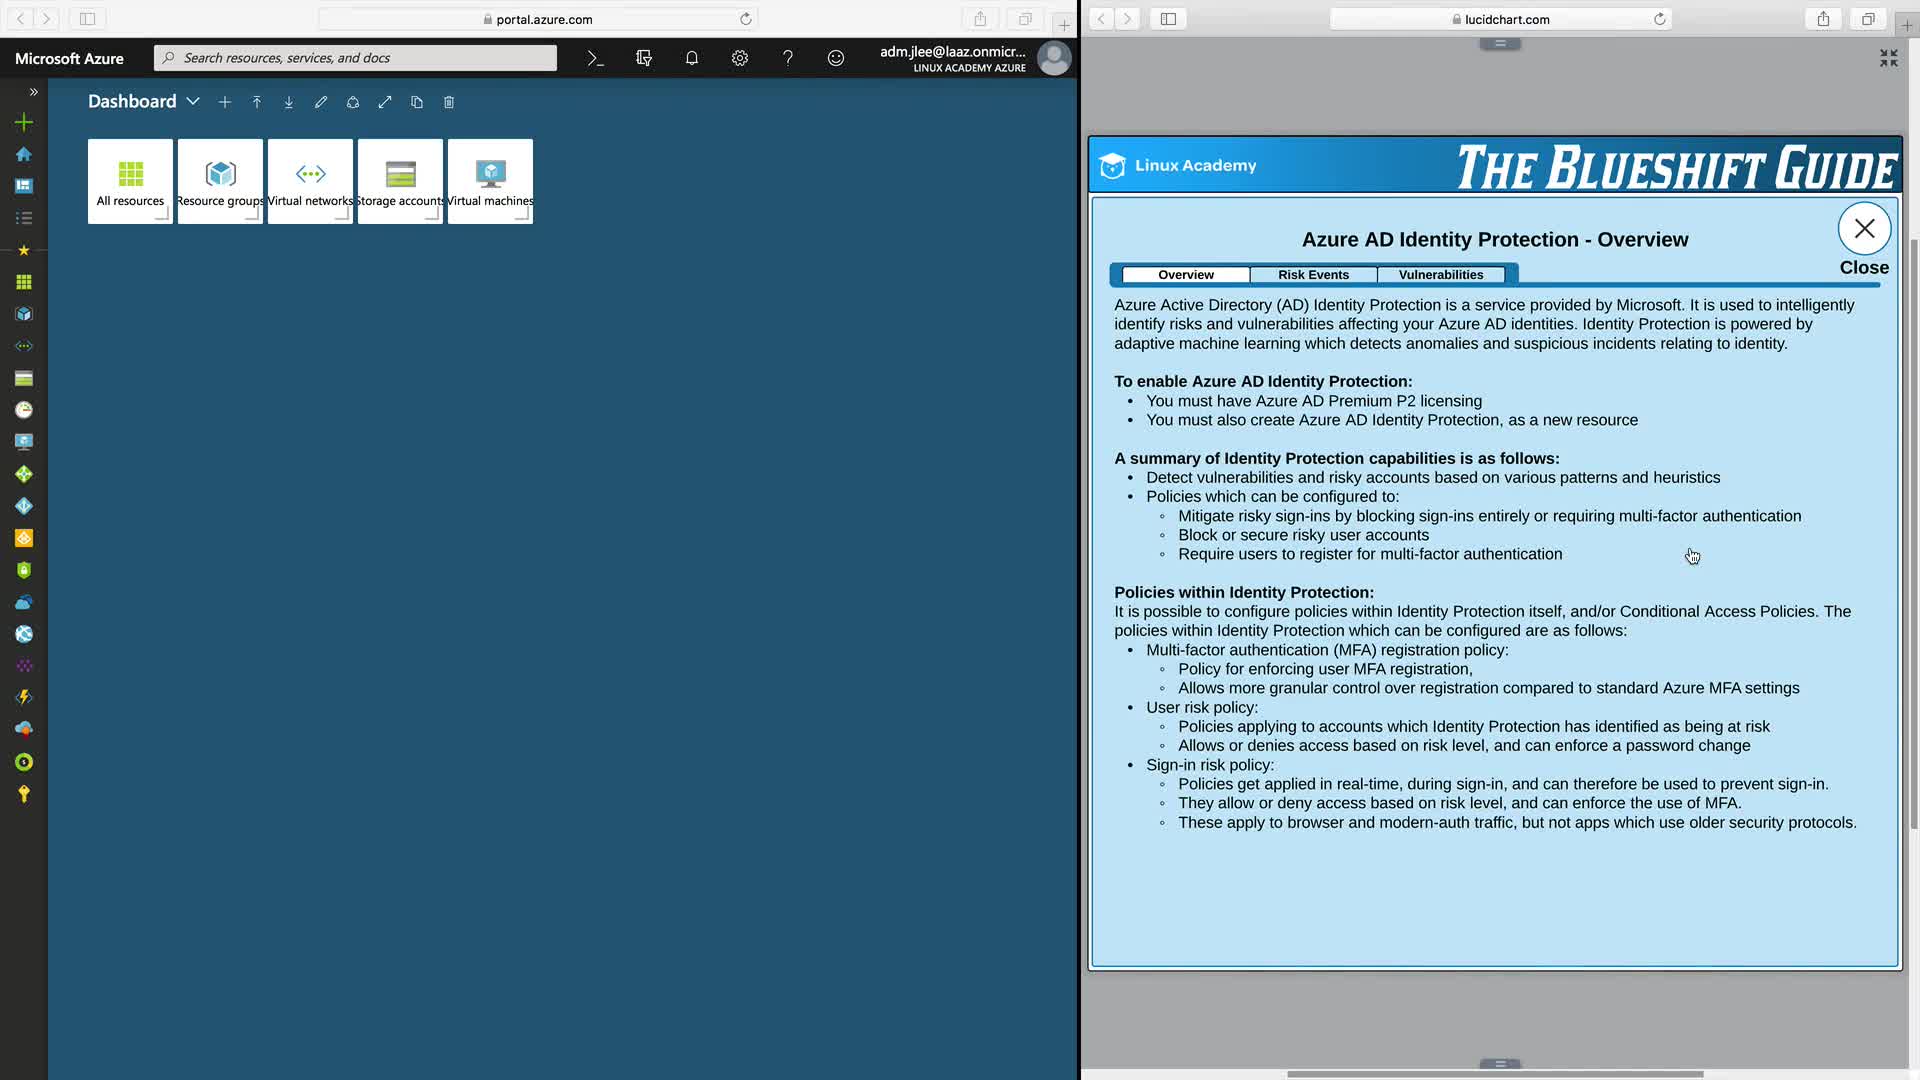 portal.azure.com
Microsoft Azure
Search resources, services, and docs
adm.jlee@laaz.onmicr...
LINUX ACADEMY AZURE
Dashboard
All resources
Resource groups
Virtual networks
Storage accounts
Virtual machines
lucidchart.com
Linux Academy
THE BLUESHIFT GUIDE
Azure AD Identity Protection - Overview
Close
Overview
Risk Events
Vulnerabilities
Azure Active Directory (AD) Identity Protection is a service provided by Microsoft. It is used to intelligently
identify risks and vulnerabilities affecting your Azure AD identities. Identity Protection is powered by
adaptive machine learning which detects anomalies and suspicious incidents relating to identity.
To enable Azure AD Identity Protection:
• You must have Azure AD Premium P2 licensing
• You must also create Azure AD Identity Protection, as a new resource
A summary of Identity Protection capabilities is as follows:
• Detect vulnerabilities and risky accounts based on various patterns and heuristics
• Policies which can be configured to:
◦ Mitigate risky sign-ins by blocking sign-ins entirely or requiring multi-factor authentication
◦ Block or secure risky user accounts
◦ Require users to register for multi-factor authentication
Policies within Identity Protection:
It is possible to configure policies within Identity Protection itself, and/or Conditional Access Policies. The
policies within Identity Protection which can be configured are as follows:
• Multi-factor authentication (MFA) registration policy:
◦ Policy for enforcing user MFA registration,
◦ Allows more granular control over registration compared to standard Azure MFA settings
• User risk policy:
◦ Policies applying to accounts which Identity Protection has identified as being at risk
◦ Allows or denies access based on risk level, and can enforce a password change
• Sign-in risk policy:
◦ Policies get applied in real-time, during sign-in, and can therefore be used to prevent sign-in.
◦ They allow or deny access based on risk level, and can enforce the use of MFA.
◦ These apply to browser and modern-auth traffic, but not apps which use older security protocols.